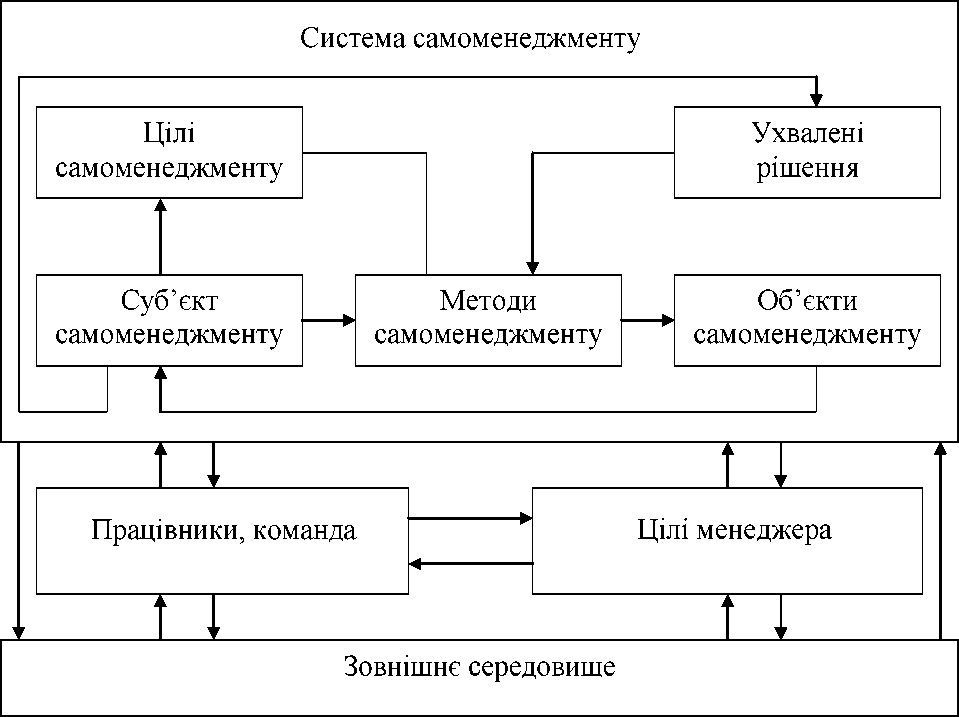 Система самоменеджменту
Цілі
самоменеджменту
Ухвалені
рішення
Суб’єкт
самоменеджменту
Методи
самоменеджменту
Об’єкти
самоменеджменту
Працівники, команда
Цілі менеджера
Зовнішнє середовище